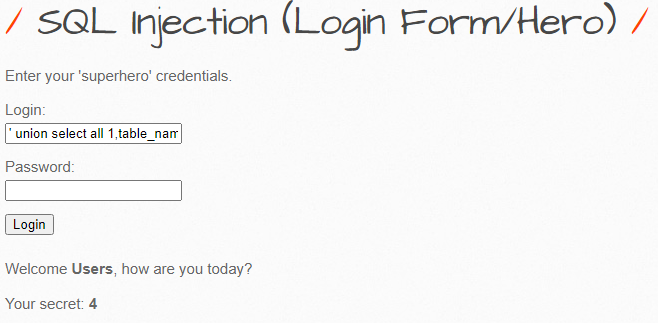 / SQL Injection (Login Form/Hero) /
Enter your 'superhero' credentials.
Login:
' union select all 1,table_nam
Password:
Login
Welcome Users, how are you today?
Your secret: 4